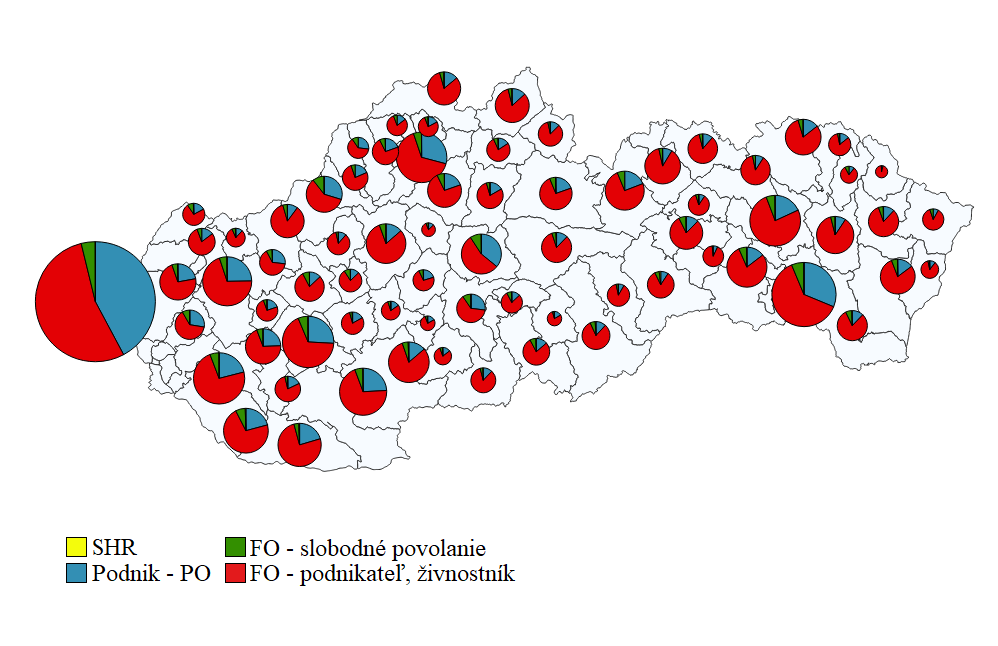 SHR
FO - slobodné povolanie
Podnik - PO
FO - podnikateľ, živnostník